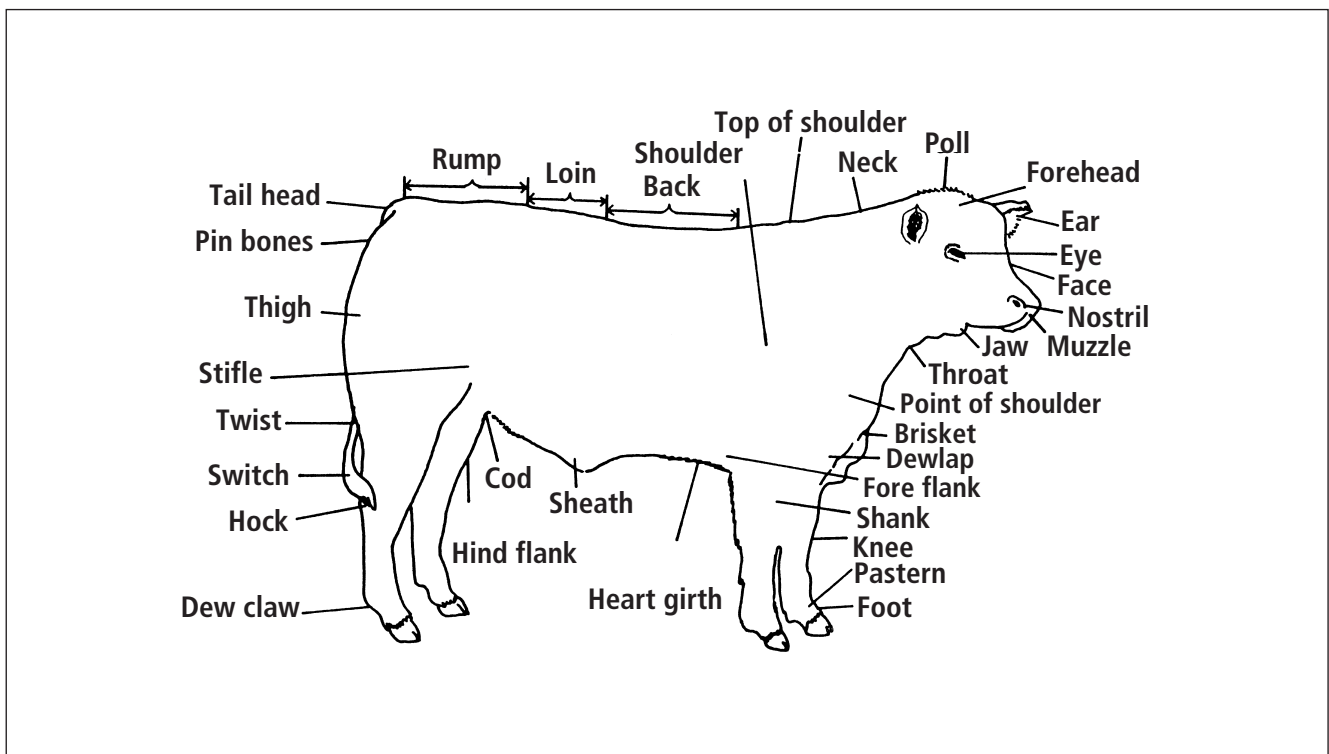 Top of shoulder
Poll
Shoulder
Neck
Rump
Loin
Back
Forehead
Tail head
Ear
Pin bones
Eye
Face
Thigh
Nostril
Jaw
Muzzle
Throat
Stifle
Point of shoulder
Twist
Brisket
Dewlap
Switch
Cod
Fore flank
Sheath
Hock
Shank
Knee
Hind flank
Pastern
Heart girth
Dew claw
Foot